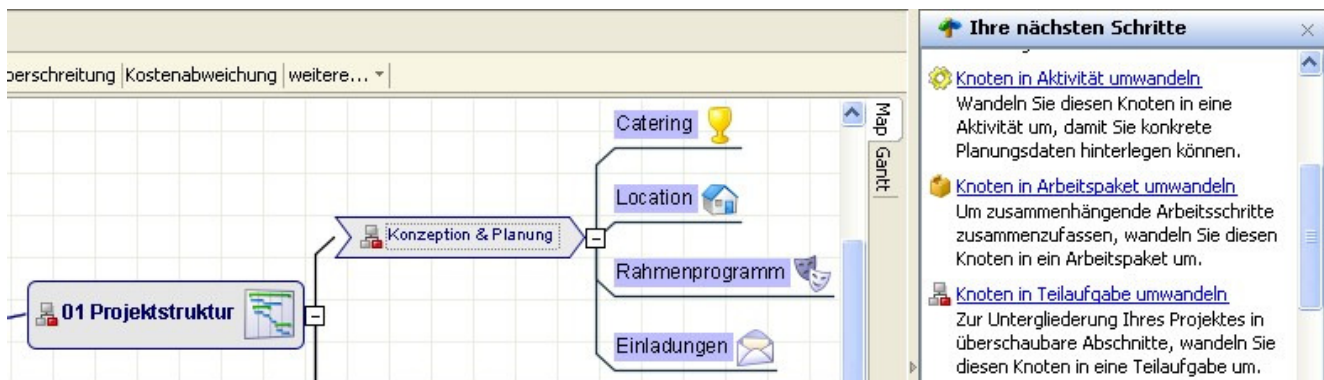 erschreitung Kostenabweichung weitere...
Catering
Location
Konzeption & Planung
Rahmenprogramm
01 Projektstruktur
Einladungen
Map
Gantt
Ihre nächsten Schritte
Knoten in Aktivität umwandeln
Wandeln Sie diesen Knoten in eine
Aktivität um, damit Sie konkrete
Planungsdaten hinterlegen können.
Knoten in Arbeitspaket umwandeln
Um zusammenhängende Arbeitsschritte
zusammenzufassen, wandeln Sie diesen
Knoten in ein Arbeitspaket um.
Knoten in Teilaufgabe umwandeln
Zur Untergliederung Ihres Projektes in
überschaubare Abschnitte, wandeln Sie
diesen Knoten in eine Teilaufgabe um.